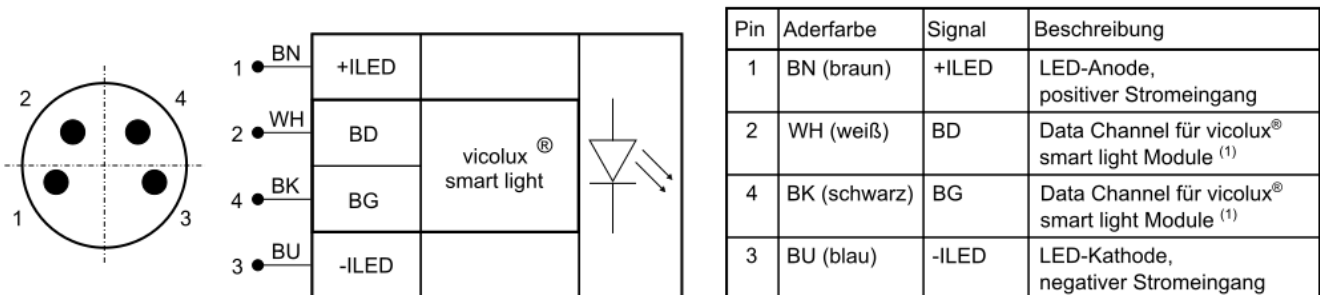 2 4
1 3
1 BN +ILED
2 WH BD
vicolux ®
smart light
4 BK BG
3 BU -ILED
Pin Aderfarbe Signal Beschreibung
1 BN (braun) +ILED LED-Anode,
positiver Stromeingang
2 WH (weiß) BD Data Channel für vicolux®
smart light Module (1)
4 BK (schwarz) BG Data Channel für vicolux®
smart light Module (1)
3 BU (blau) -ILED LED-Kathode,
negativer Stromeingang